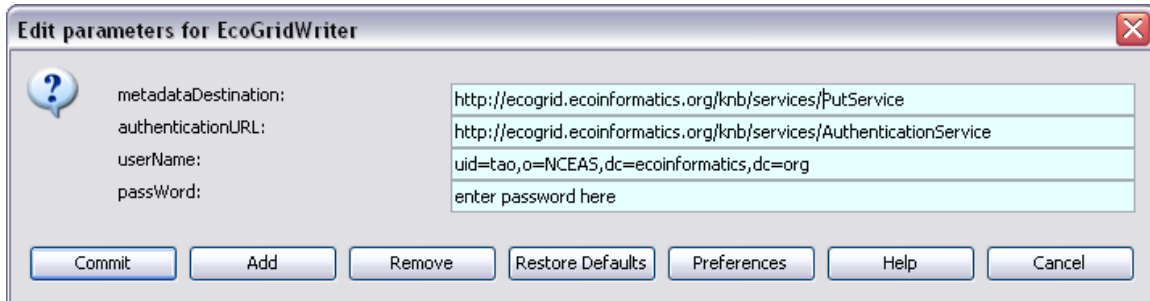 Edit parameters for EcoGridWriter
metadataDestination: http://ecogrid.ecoinformatics.org/knb/services/PutService
authenticationURL: http://ecogrid.ecoinformatics.org/knb/services/AuthenticationService
userName: uid=tao,o=NCEAS,dc=ecoinformatics,dc=org
passWord: enter password here
Commit Add Remove Restore Defaults Preferences Help Cancel